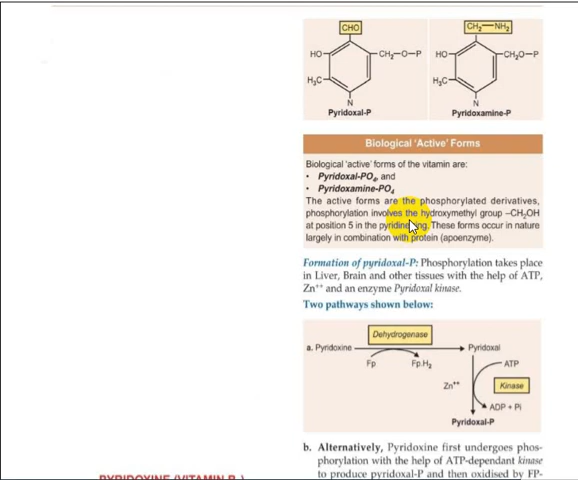 CHO
CH₂—NH₂
HO
CH₂—O—P
HO
CH₂O—P
H₃C
H₃C
N
N
Pyridoxal-P
Pyridoxamine-P
Biological 'Active' Forms
Biological 'active' forms of the vitamin are:
• Pyridoxal-PO₄, and
• Pyridoxamine-PO₄
The active forms are the phosphorylated derivatives,
phosphorylation involves the hydroxymethyl group –CH₂OH
at position 5 in the pyridine ring. These forms occur in nature
largely in combination with protein (apoenzyme).
Formation of pyridoxal-P: Phosphorylation takes place
in Liver, Brain and other tissues with the help of ATP,
Zn⁺⁺ and an enzyme Pyridoxal kinase.
Two pathways shown below:
Dehydrogenase
a. Pyridoxine
Pyridoxal
Fp
Fp.H₂
ATP
Zn⁺⁺
Kinase
ADP + Pi
Pyridoxal-P
b. Alternatively, Pyridoxine first undergoes phos-
phorylation with the help of ATP-dependant kinase
to produce pyridoxal-P and then oxidised by FP-
PYRIDOXINE (VITAMIN B₆)